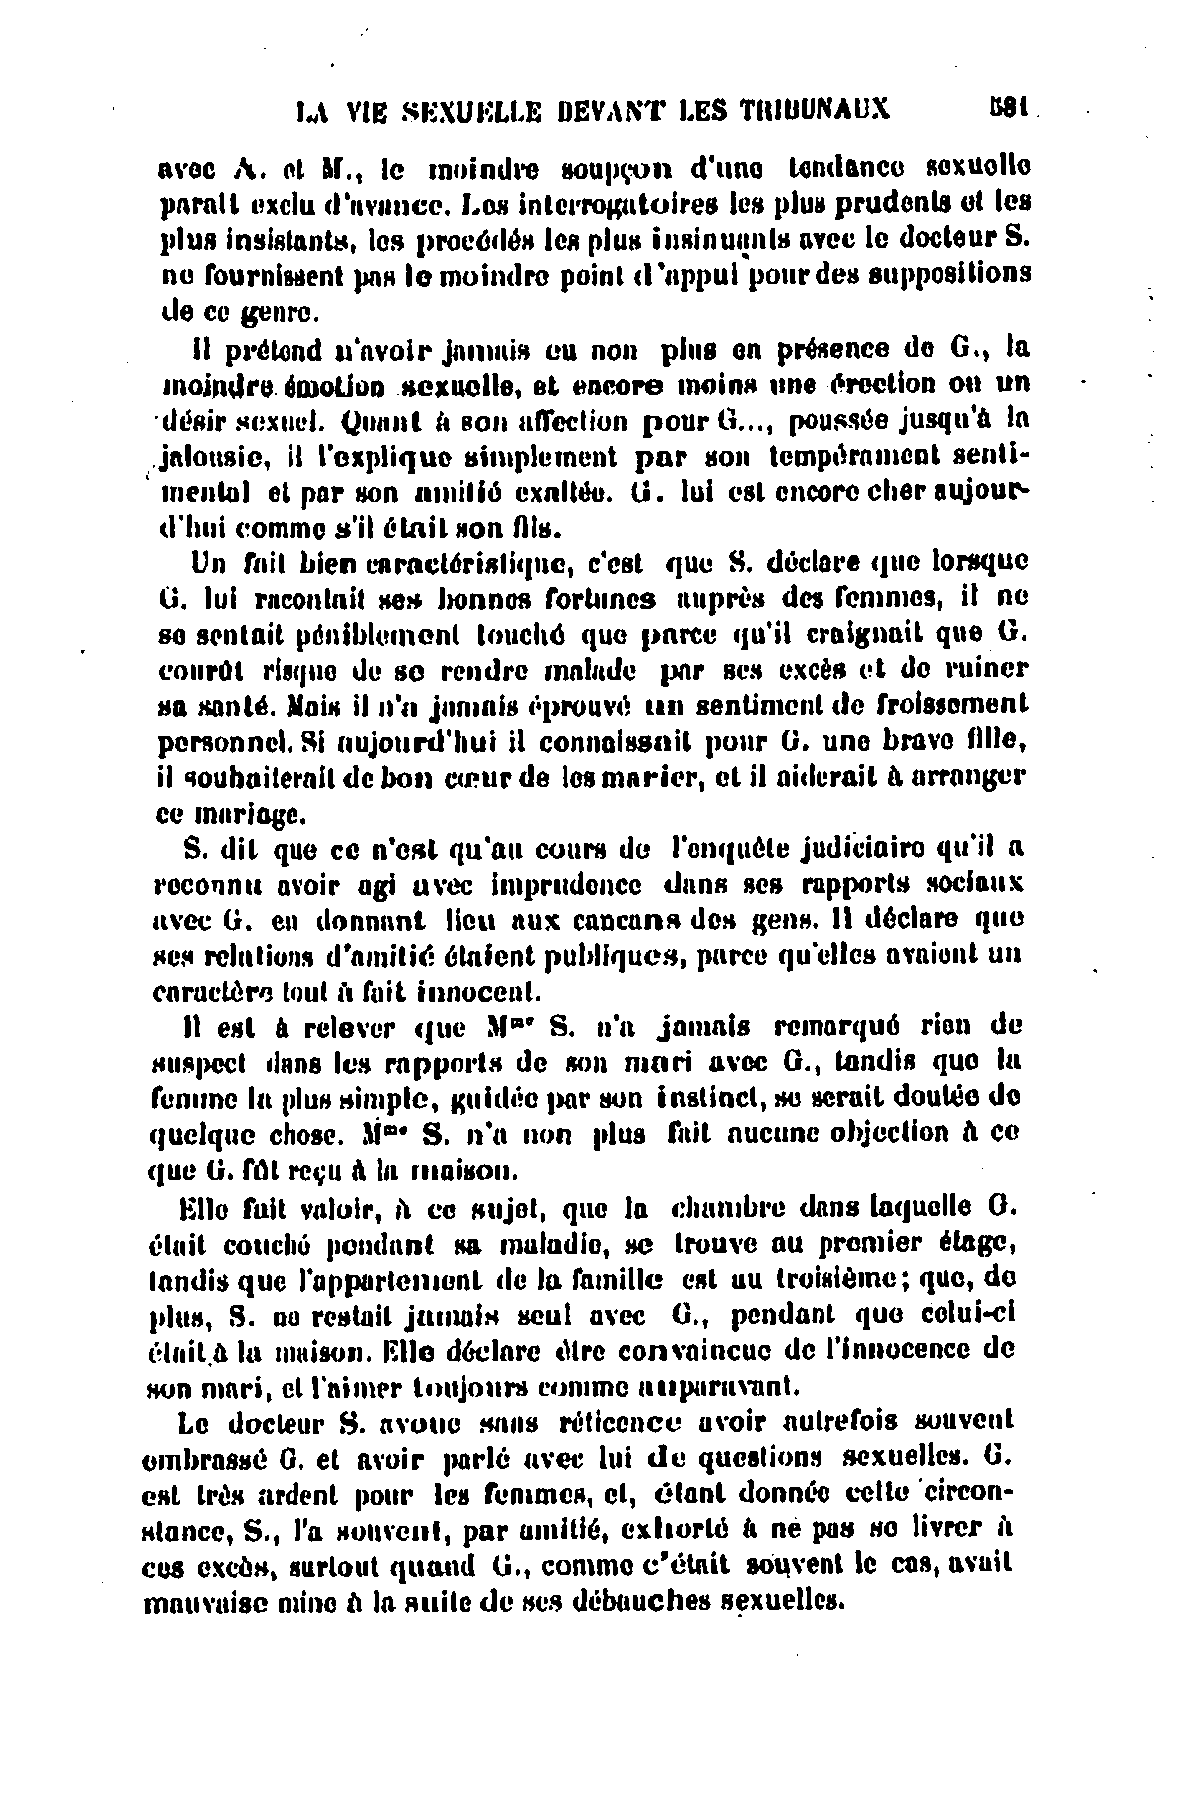 LA VIE SEXUELLE DEVANT LES TRIBUNAUX 581
avec A. et M., le moindre soupçon d'une tendance sexuelle
paraît exclu d'avance. Les interrogatoires les plus prudents et les
plus insistants, les procédés les plus insinuants avec le docteur S.
ne fournissent pas le moindre point d'appui pour des suppositions
de ce genre.
Il prétend n'avoir jamais eu non plus en présence de G., la
moindre émotion sexuelle, et encore moins une érection ou un
désir sexuel. Quant à son affection pour G..., poussée jusqu'à la
jalousie, il l'explique simplement par son tempérament senti-
mental et par son amitié exaltée. G. lui est encore cher aujour-
d'hui comme s'il était son fils.
Un fait bien caractéristique, c'est que S. déclare que lorsque
G. lui racontait ses bonnes fortunes auprès des femmes, il ne
se sentait péniblement touché que parce qu'il craignait que G.
courût risque de se rendre malade par ses excès et de ruiner
sa santé. Mais il n'a jamais éprouvé un sentiment de froissement
personnel. Si aujourd'hui il connaissait pour G. une brave fille,
il souhaiterait de bon cœur de les marier, et il aiderait à arranger
ce mariage.
S. dit que ce n'est qu'au cours de l'enquête judiciaire qu'il a
reconnu avoir agi avec imprudence dans ses rapports sociaux
avec G. en donnant lieu aux cancans des gens. Il déclare que
ses relations d'amitié étaient publiques, parce qu'elles avaient un
caractère tout à fait innocent.
Il est à relever que Mme S. n'a jamais remarqué rien de
suspect dans les rapports de son mari avec G., tandis que la
femme la plus simple, guidée par son instinct, se serait doutée de
quelque chose. Mme S. n'a non plus fait aucune objection à ce
que G. fût reçu à la maison.
Elle fait valoir, à ce sujet, que la chambre dans laquelle G.
était couché pendant sa maladie, se trouve au premier étage,
tandis que l'appartement de la famille est au troisième; que, de
plus, S. ne restait jamais seul avec G., pendant que celui-ci
était à la maison. Elle déclare être convaincue de l'innocence de
son mari, et l'aimer toujours comme auparavant.
Le docteur S. avoue sans réticence avoir autrefois souvent
embrassé G. et avoir parlé avec lui de questions sexuelles. G.
est très ardent pour les femmes, et, étant donnée cette circon-
stance, S., l'a souvent, par amitié, exhorté à ne pas se livrer à
ces excès, surtout quand G., comme c'était souvent le cas, avait
mauvaise mine à la suite de ses débauches sexuelles.